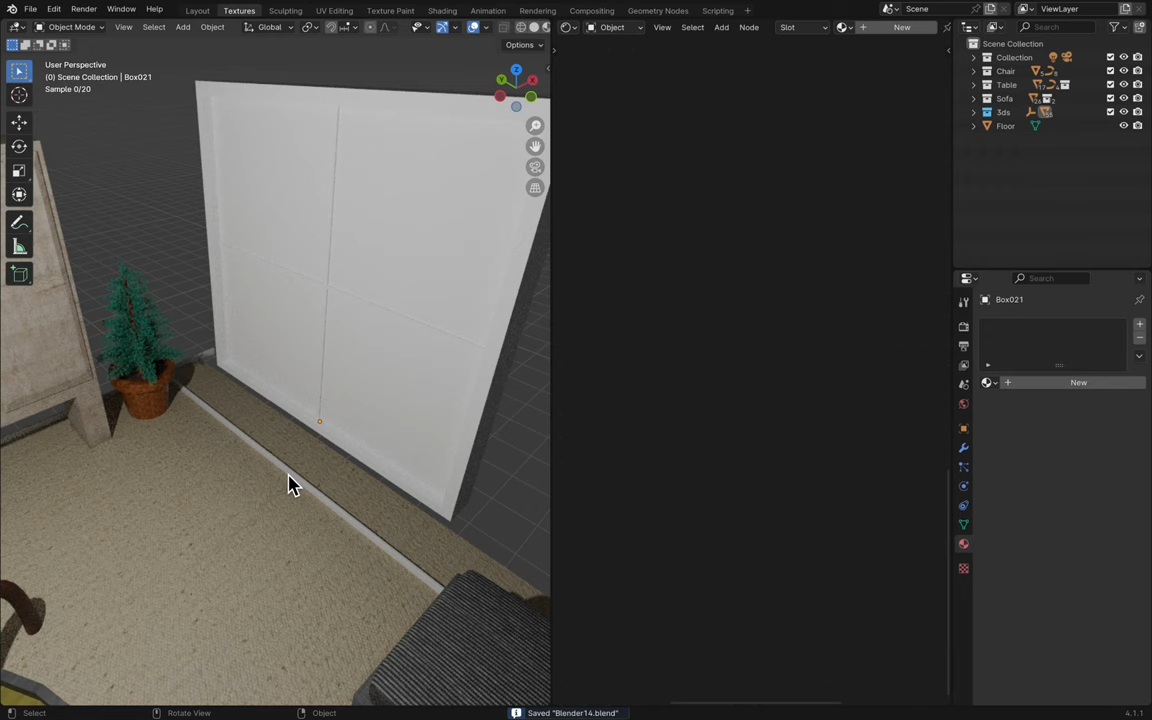 File Edit Render Window Help Layout Textures Sculpting UV Editing Texture Paint Shading Animation Rendering Compositing Geometry Nodes Scripting + Scene ViewLayer
Object Mode View Select Add Object Global Object View Select Add Node Slot New Search
Options
User Perspective
(0) Scene Collection | Box021
Sample 0/20
Z
Y
X
Scene Collection
Collection
Chair
Table
Sofa
3ds
Floor
Search
Box021
New
Select Rotate View Object Saved "Blender14.blend" 4.1.1